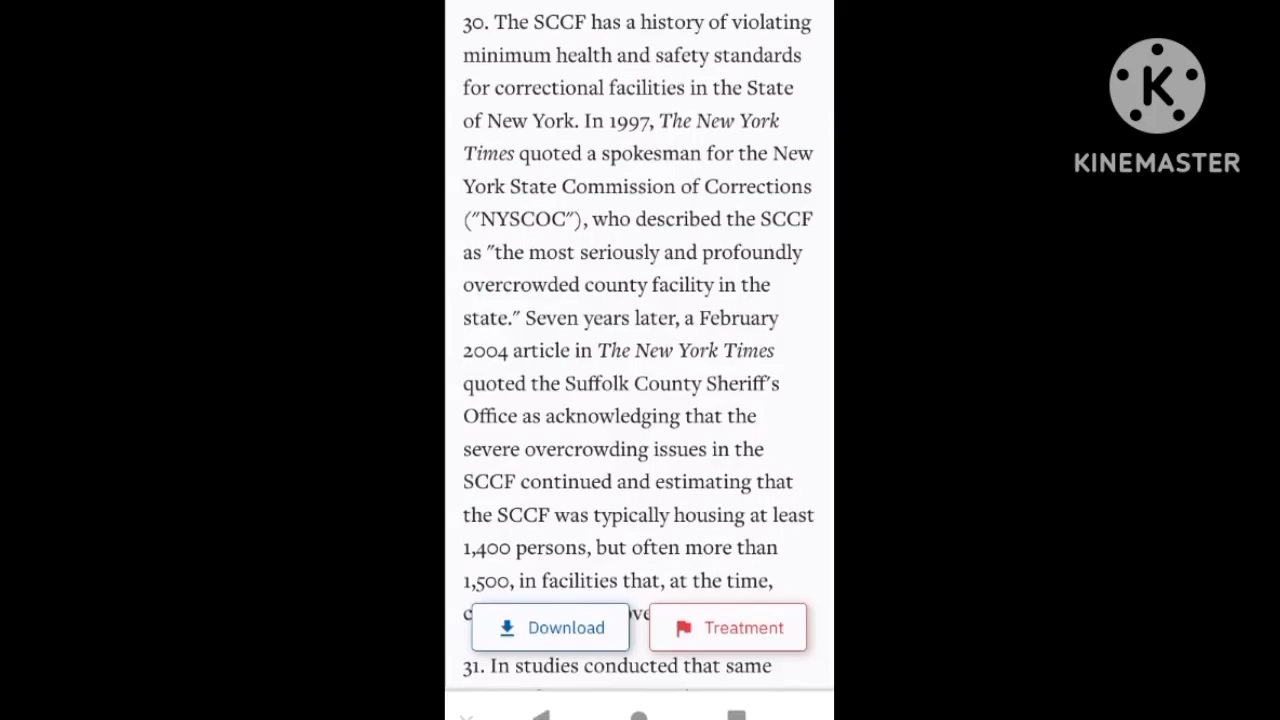 30. The SCCF has a history of violating
minimum health and safety standards
for correctional facilities in the State
of New York. In 1997, The New York
Times quoted a spokesman for the New
York State Commission of Corrections
("NYSCOC"), who described the SCCF
as "the most seriously and profoundly
overcrowded county facility in the
state." Seven years later, a February
2004 article in The New York Times
quoted the Suffolk County Sheriff's
Office as acknowledging that the
severe overcrowding issues in the
SCCF continued and estimating that
the SCCF was typically housing at least
1,400 persons, but often more than
1,500, in facilities that, at the time,
Download
Treatment
31. In studies conducted that same
K
KINEMASTER